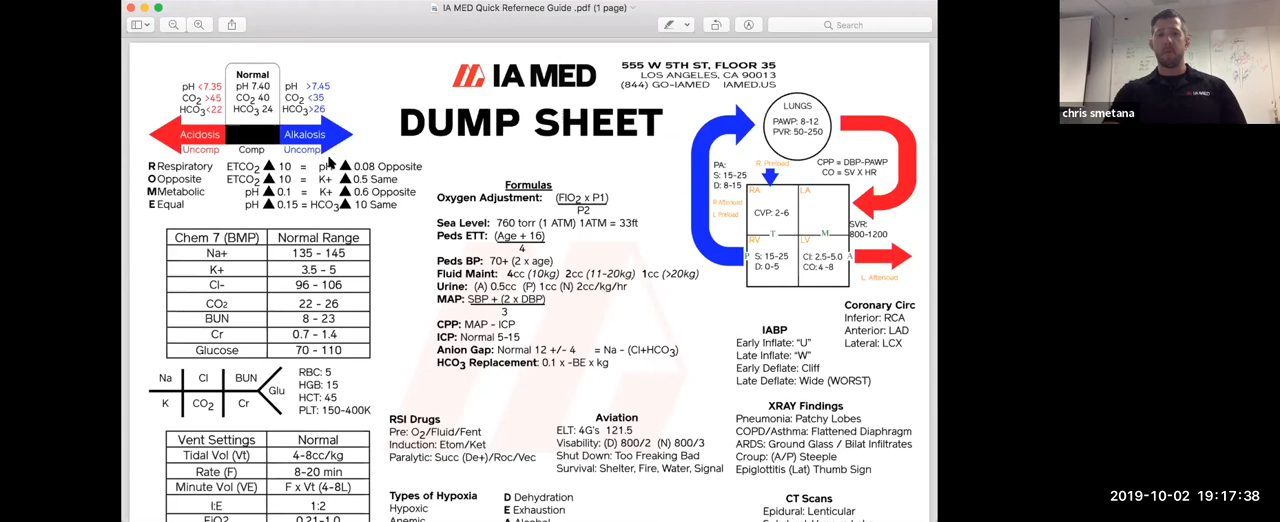 IA MED Quick Refernece Guide .pdf (1 page)
Search
Normal
pH <7.35 pH 7.40 pH >7.45
CO2 >45 CO2 40 CO2 <35
HCO3 <22 HCO3 24 HCO3 >26
Acidosis Alkalosis
Uncomp Comp Uncomp
R Respiratory ETCO2 ▲ 10 = pH ▲ 0.08 Opposite
O Opposite ETCO2 ▲ 10 = K+ ▲ 0.5 Same
M Metabolic pH ▲ 0.1 = K+ ▲ 0.6 Opposite
E Equal pH ▲ 0.15 = HCO3 ▲ 10 Same
Chem 7 (BMP) Normal Range
Na+ 135 - 145
K+ 3.5 - 5
Cl- 96 - 106
CO2 22 - 26
BUN 8 - 23
Cr 0.7 - 1.4
Glucose 70 - 110
Na Cl BUN Glu
K CO2 Cr
RBC: 5
HGB: 15
HCT: 45
PLT: 150-400K
Vent Settings Normal
Tidal Vol (Vt) 4-8cc/kg
Rate (F) 8-20 min
Minute Vol (VE) F x Vt (4-8L)
I:E 1:2
FiO2 0.21-1.0
IA MED
555 W 5TH ST, FLOOR 35
LOS ANGELES, CA 90013
(844) GO-IAMED IAMED.US
DUMP SHEET
Formulas
Oxygen Adjustment: (FIO2 x P1)
P2
Sea Level: 760 torr (1 ATM) 1ATM = 33ft
Peds ETT: (Age + 16)
4
Peds BP: 70+ (2 x age)
Fluid Maint: 4cc (10kg) 2cc (11-20kg) 1cc (>20kg)
Urine: (A) 0.5cc (P) 1cc (N) 2cc/kg/hr
MAP: SBP + (2 x DBP)
3
CPP: MAP - ICP
ICP: Normal 5-15
Anion Gap: Normal 12 +/- 4 = Na - (Cl+HCO3)
HCO3 Replacement: 0.1 x -BE x kg
RSI Drugs
Pre: O2/Fluid/Fent
Induction: Etom/Ket
Paralytic: Succ (De+)/Roc/Vec
Aviation
ELT: 4G's 121.5
Visability: (D) 800/2 (N) 800/3
Shut Down: Too Freaking Bad
Survival: Shelter, Fire, Water, Signal
Types of Hypoxia
Hypoxic
Anemic
D Dehydration
E Exhaustion
A Alcohol
LUNGS
PAWP: 8-12
PVR: 50-250
CPP = DBP-PAWP
CO = SV X HR
PA:
S: 15-25
D: 8-15
R. Preload
R Afterload
L Preload
RA LA
CVP: 2-6
SVR:
800-1200
T M
RV LV
P S: 15-25 CI: 2.5-5.0 A
D: 0-5 CO: 4-8
L. Afterload
Coronary Circ
Inferior: RCA
Anterior: LAD
Lateral: LCX
IABP
Early Inflate: "U"
Late Inflate: "W"
Early Deflate: Cliff
Late Deflate: Wide (WORST)
XRAY Findings
Pneumonia: Patchy Lobes
COPD/Asthma: Flattened Diaphragm
ARDS: Ground Glass / Bilat Infiltrates
Croup: (A/P) Steeple
Epiglottitis (Lat) Thumb Sign
CT Scans
Epidural: Lenticular
chris smetana
IA MED
2019-10-02 19:17:38